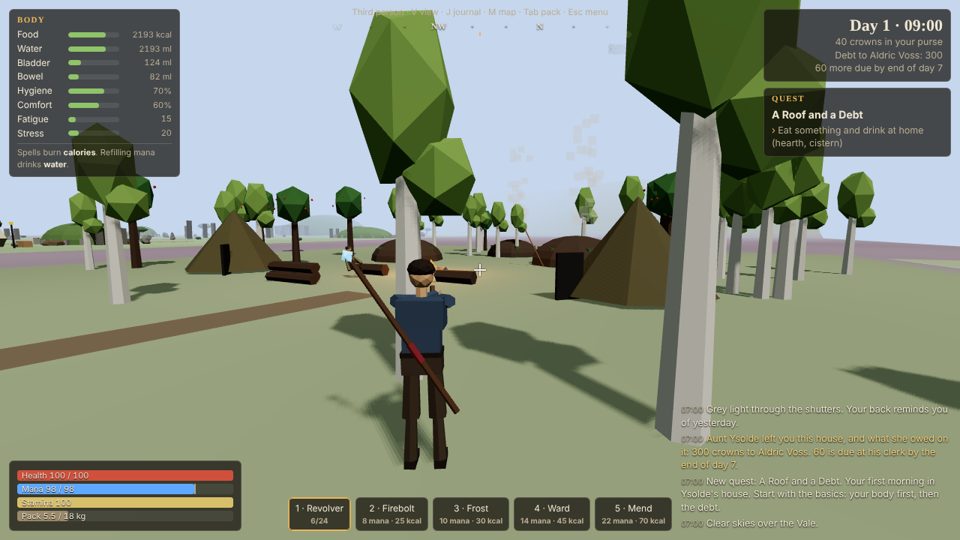 BODY
Food 2193 kcal
Water 2193 ml
Bladder 124 ml
Bowel 82 ml
Hygiene 70%
Comfort 60%
Fatigue 15
Stress 20
Spells burn calories. Refilling mana
drinks water.
view · J journal · M map · Tab pack · Esc menu
NW
N
Day 1 · 09:00
40 crowns in your purse
Debt to Aldric Voss: 300
60 more due by end of day 7
QUEST
A Roof and a Debt
› Eat something and drink at home
(hearth, cistern)
07:00 Grey light through the shutters. Your back reminds you
of yesterday.
07:00 Aunt Ysolde left you this house, and what she owed on
it: 300 crowns to Aldric Voss. 60 is due at his clerk by the
end of day 7.
07:00 New quest: A Roof and a Debt. Your first morning in
Ysolde's house. Start with the basics: your body first, then
the debt.
07:00 Clear skies over the Vale.
Health 100 / 100
Mana 98 / 98
Stamina 100
Pack 5.5 / 18 kg
1 · Revolver
6/24
2 · Firebolt
8 mana · 25 kcal
3 · Frost
10 mana · 30 kcal
4 · Ward
14 mana · 45 kcal
5 · Mend
22 mana · 70 kcal